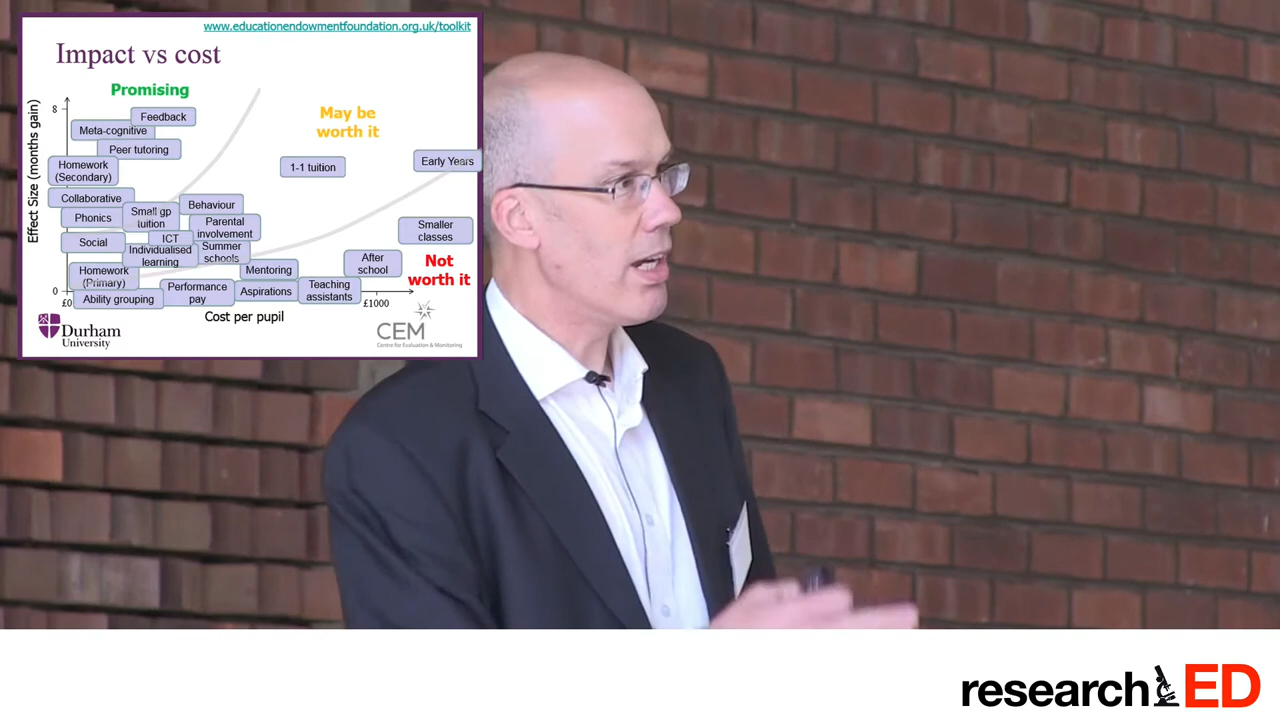 www.educationendowmentfoundation.org.uk/toolkit
Impact vs cost
Promising
May be
worth it
Effect Size (months gain)
8
Feedback
Meta-cognitive
Peer tutoring
Homework
(Secondary)
1-1 tuition
Early Years
Collaborative
Behaviour
Phonics
Small gp
tuition
Parental
involvement
Smaller
classes
Social
ICT
Individualised
learning
Summer
schools
After
school
Not
worth it
Homework
(Primary)
Mentoring
0
Ability grouping
Performance
pay
Aspirations
Teaching
assistants
£0
£1000
Cost per pupil
Durham
University
CEM
Centre for Evaluation & Monitoring
researchED